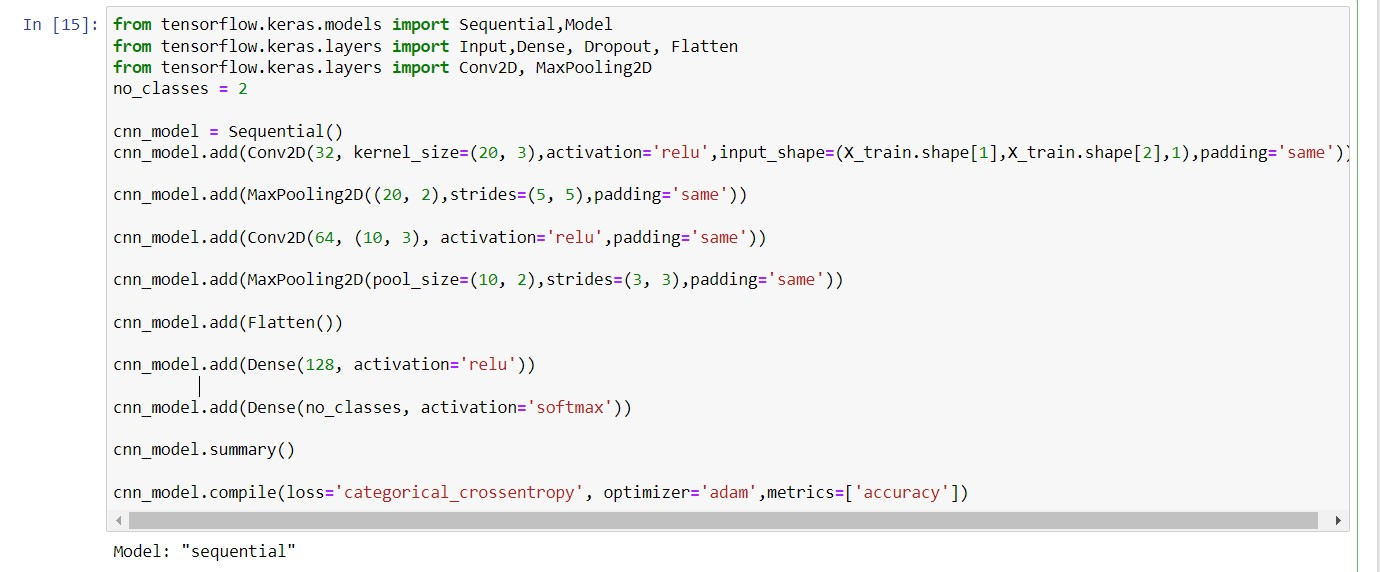 In [15]: from tensorflow.keras.models import Sequential,Model
from tensorflow.keras.layers import Input,Dense, Dropout, Flatten
from tensorflow.keras.layers import Conv2D, MaxPooling2D
no_classes = 2
cnn_model = Sequential()
cnn_model.add(Conv2D(32, kernel_size=(20, 3),activation='relu',input_shape=(X_train.shape[1],X_train.shape[2],1),padding='same'))
cnn_model.add(MaxPooling2D((20, 2),strides=(5, 5),padding='same'))
cnn_model.add(Conv2D(64, (10, 3), activation='relu',padding='same'))
cnn_model.add(MaxPooling2D(pool_size=(10, 2),strides=(3, 3),padding='same'))
cnn_model.add(Flatten())
cnn_model.add(Dense(128, activation='relu'))
cnn_model.add(Dense(no_classes, activation='softmax'))
cnn_model.summary()
cnn_model.compile(loss='categorical_crossentropy', optimizer='adam',metrics=['accuracy'])
Model: "sequential"